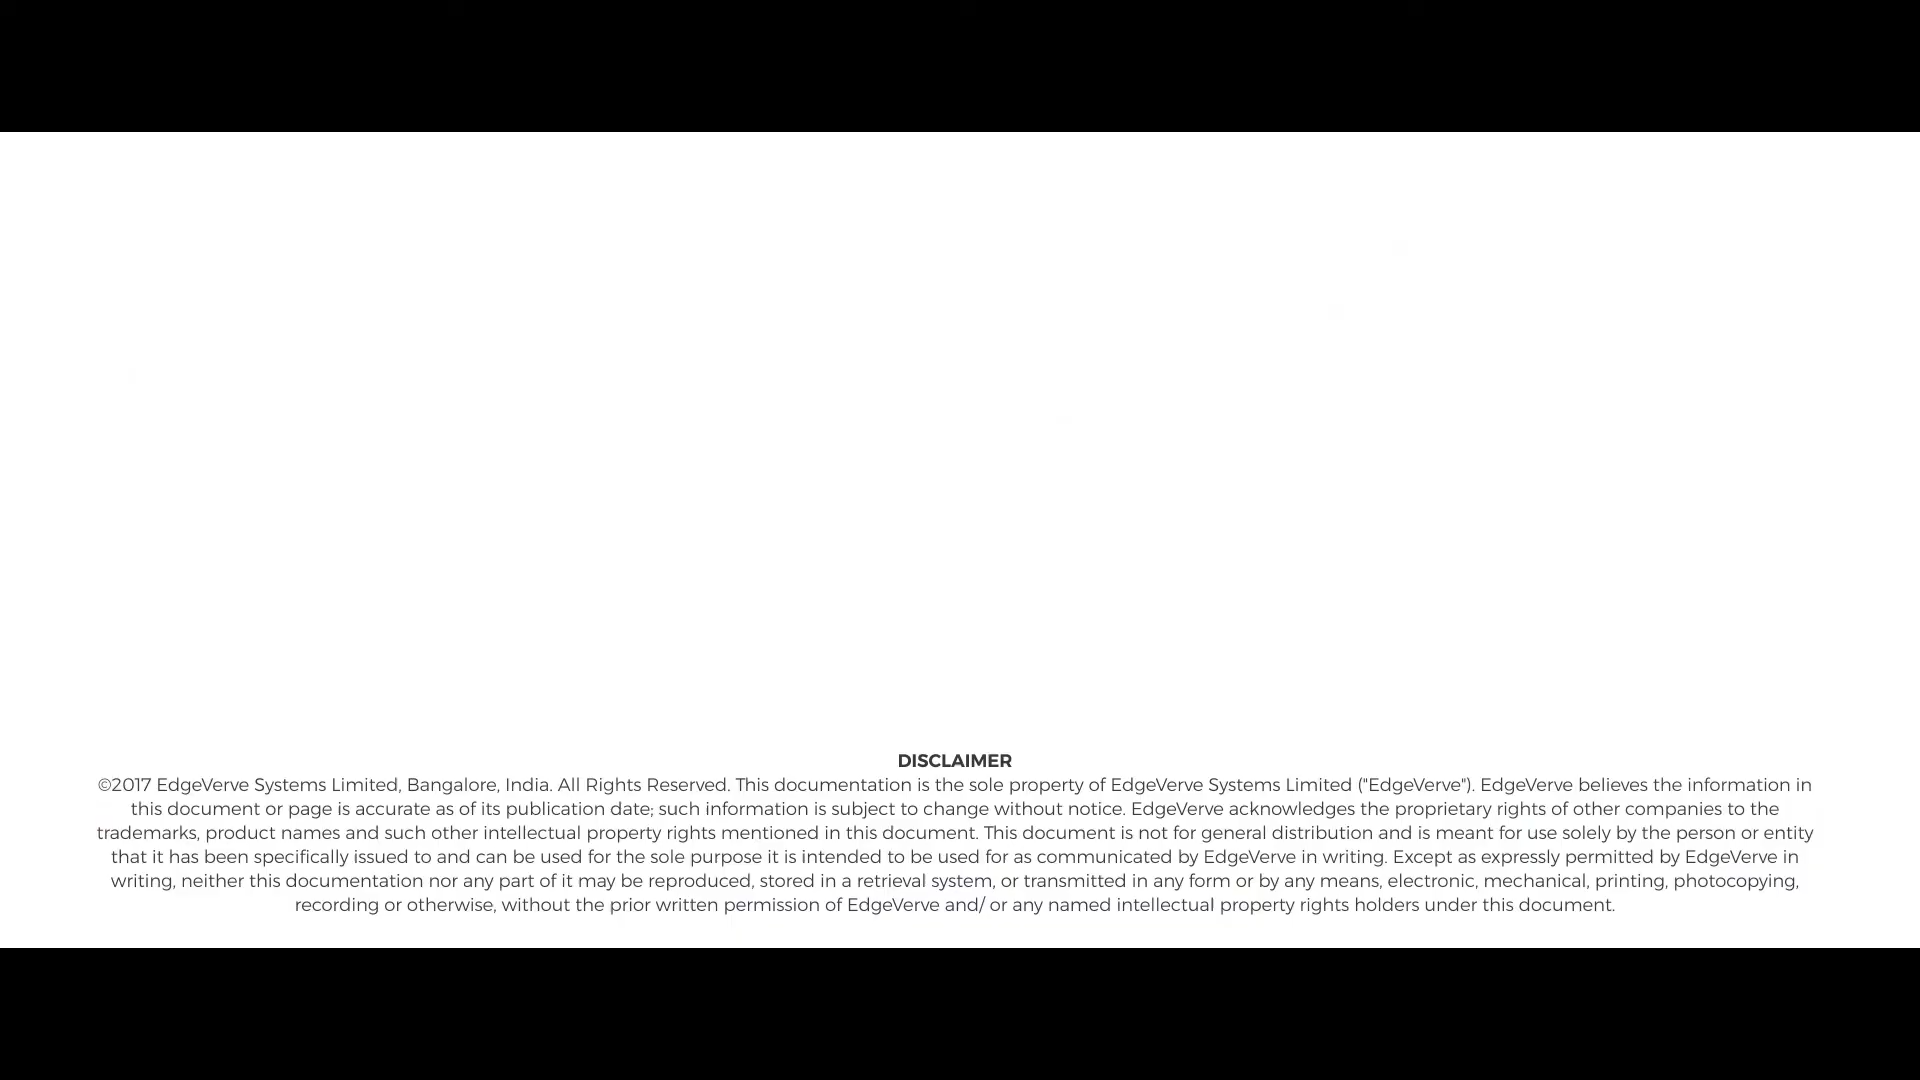 DISCLAIMER
©2017 EdgeVerve Systems Limited, Bangalore, India. All Rights Reserved. This documentation is the sole property of EdgeVerve Systems Limited ("EdgeVerve"). EdgeVerve believes the information in
this document or page is accurate as of its publication date; such information is subject to change without notice. EdgeVerve acknowledges the proprietary rights of other companies to the
trademarks, product names and such other intellectual property rights mentioned in this document. This document is not for general distribution and is meant for use solely by the person or entity
that it has been specifically issued to and can be used for the sole purpose it is intended to be used for as communicated by EdgeVerve in writing. Except as expressly permitted by EdgeVerve in
writing, neither this documentation nor any part of it may be reproduced, stored in a retrieval system, or transmitted in any form or by any means, electronic, mechanical, printing, photocopying,
recording or otherwise, without the prior written permission of EdgeVerve and/ or any named intellectual property rights holders under this document.